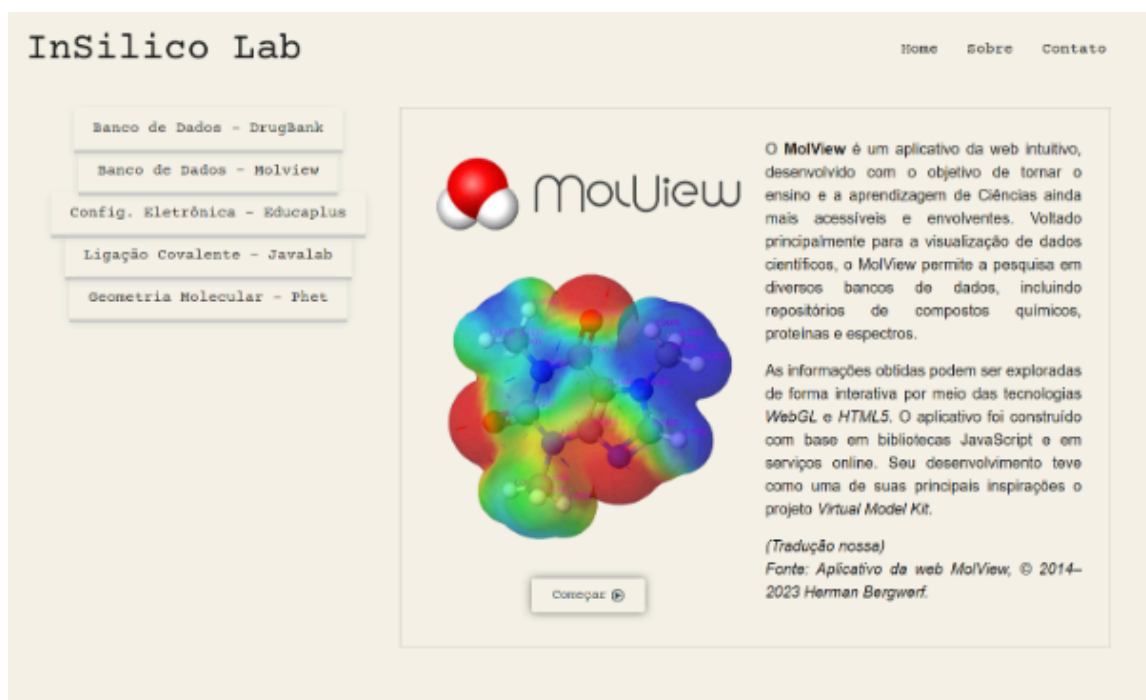 InSilico Lab
Home Sobre Contato
Banco de Dados - DrugBank
Banco de Dados - Molview
Config. Eletrônica - Educaplus
Ligação Covalente - Javalab
Geometria Molecular - Phet
MolView
O MolView é um aplicativo da web intuitivo,
desenvolvido com o objetivo de tornar o
ensino e a aprendizagem de Ciências ainda
mais acessíveis e envolventes. Voltado
principalmente para a visualização de dados
científicos, o MolView permite a pesquisa em
diversos bancos de dados, incluindo
repositórios de compostos químicos,
proteínas e espectros.
As informações obtidas podem ser exploradas
de forma interativa por meio das tecnologias
WebGL e HTML5. O aplicativo foi construído
com base em bibliotecas JavaScript e em
serviços online. Seu desenvolvimento teve
como uma de suas principais inspirações o
projeto Virtual Model Kit.
(Tradução nossa)
Fonte: Aplicativo da web MolView, © 2014–
2023 Herman Bergwerf.
Começar